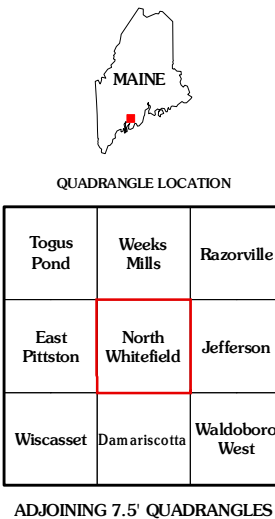 MAINE
QUADRANGLE LOCATION
Togus
Pond
Weeks
Mills
Razorville
East
Pittston
North
Whitefield
Jefferson
Wiscasset
Damariscotta
Waldoboro
West
ADJOINING 7.5' QUADRANGLES